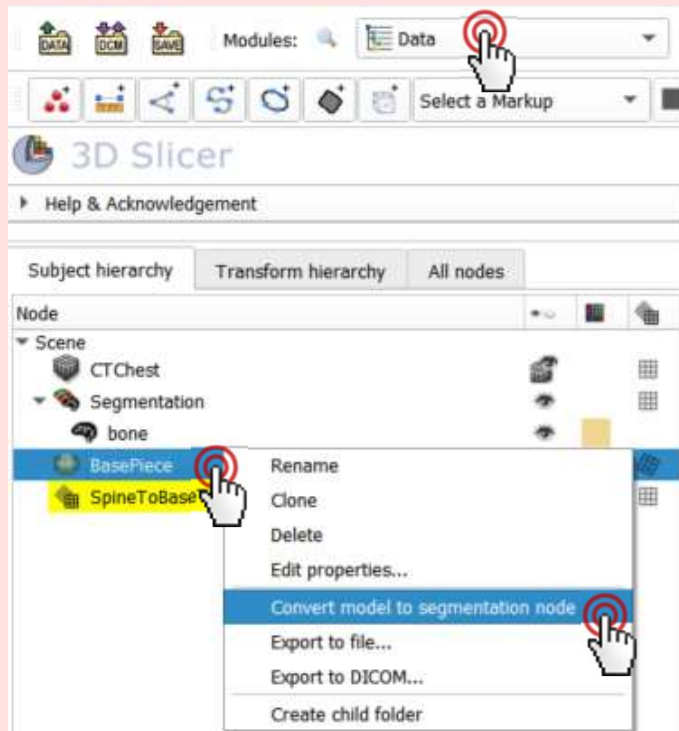 DATA DCM SAVE Modules: Data
Select a Markup
3D Slicer
Help & Acknowledgement
Subject hierarchy Transform hierarchy All nodes
Node
Scene
CTChest
Segmentation
bone
BasePiece
Rename
SpineToBase
Clone
Delete
Edit properties...
Convert model to segmentation node
Export to file...
Export to DICOM...
Create child folder